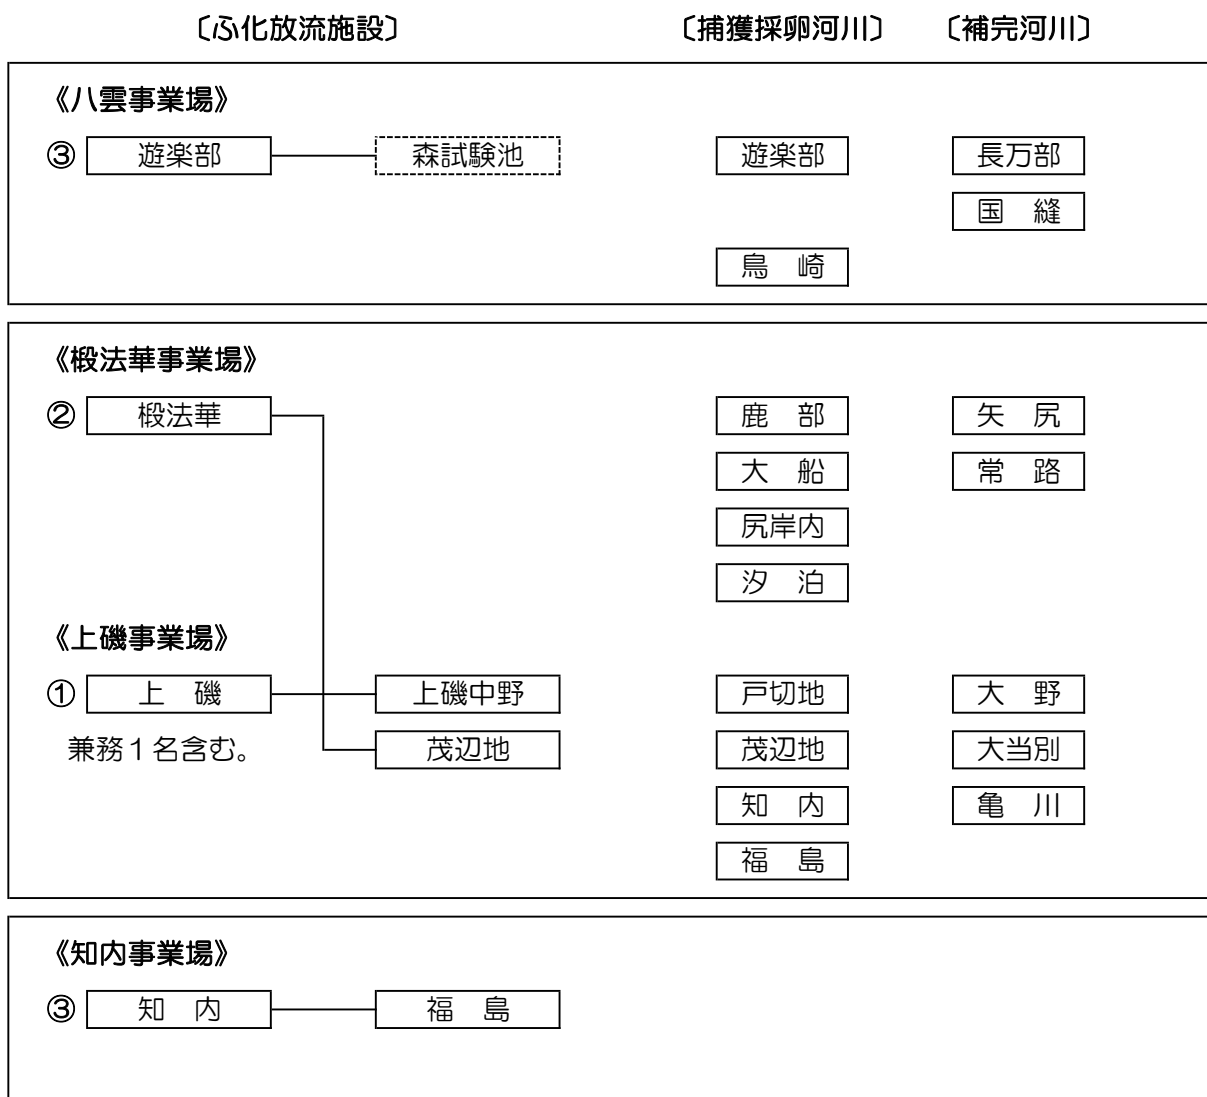 〔ふ化放流施設〕 〔捕獲採卵河川〕 〔補完河川〕
《八雲事業場》
③ 遊楽部 森試験池 遊楽部 長万部
国 縫
鳥 崎
《椴法華事業場》
② 椴法華 鹿 部 矢 尻
大 船 常 路
尻岸内
汐 泊
《上磯事業場》
① 上 磯 上磯中野 戸切地 大 野
兼務1名含む。 茂辺地 茂辺地 大当別
知 内 亀 川
福 島
《知内事業場》
③ 知 内 福 島